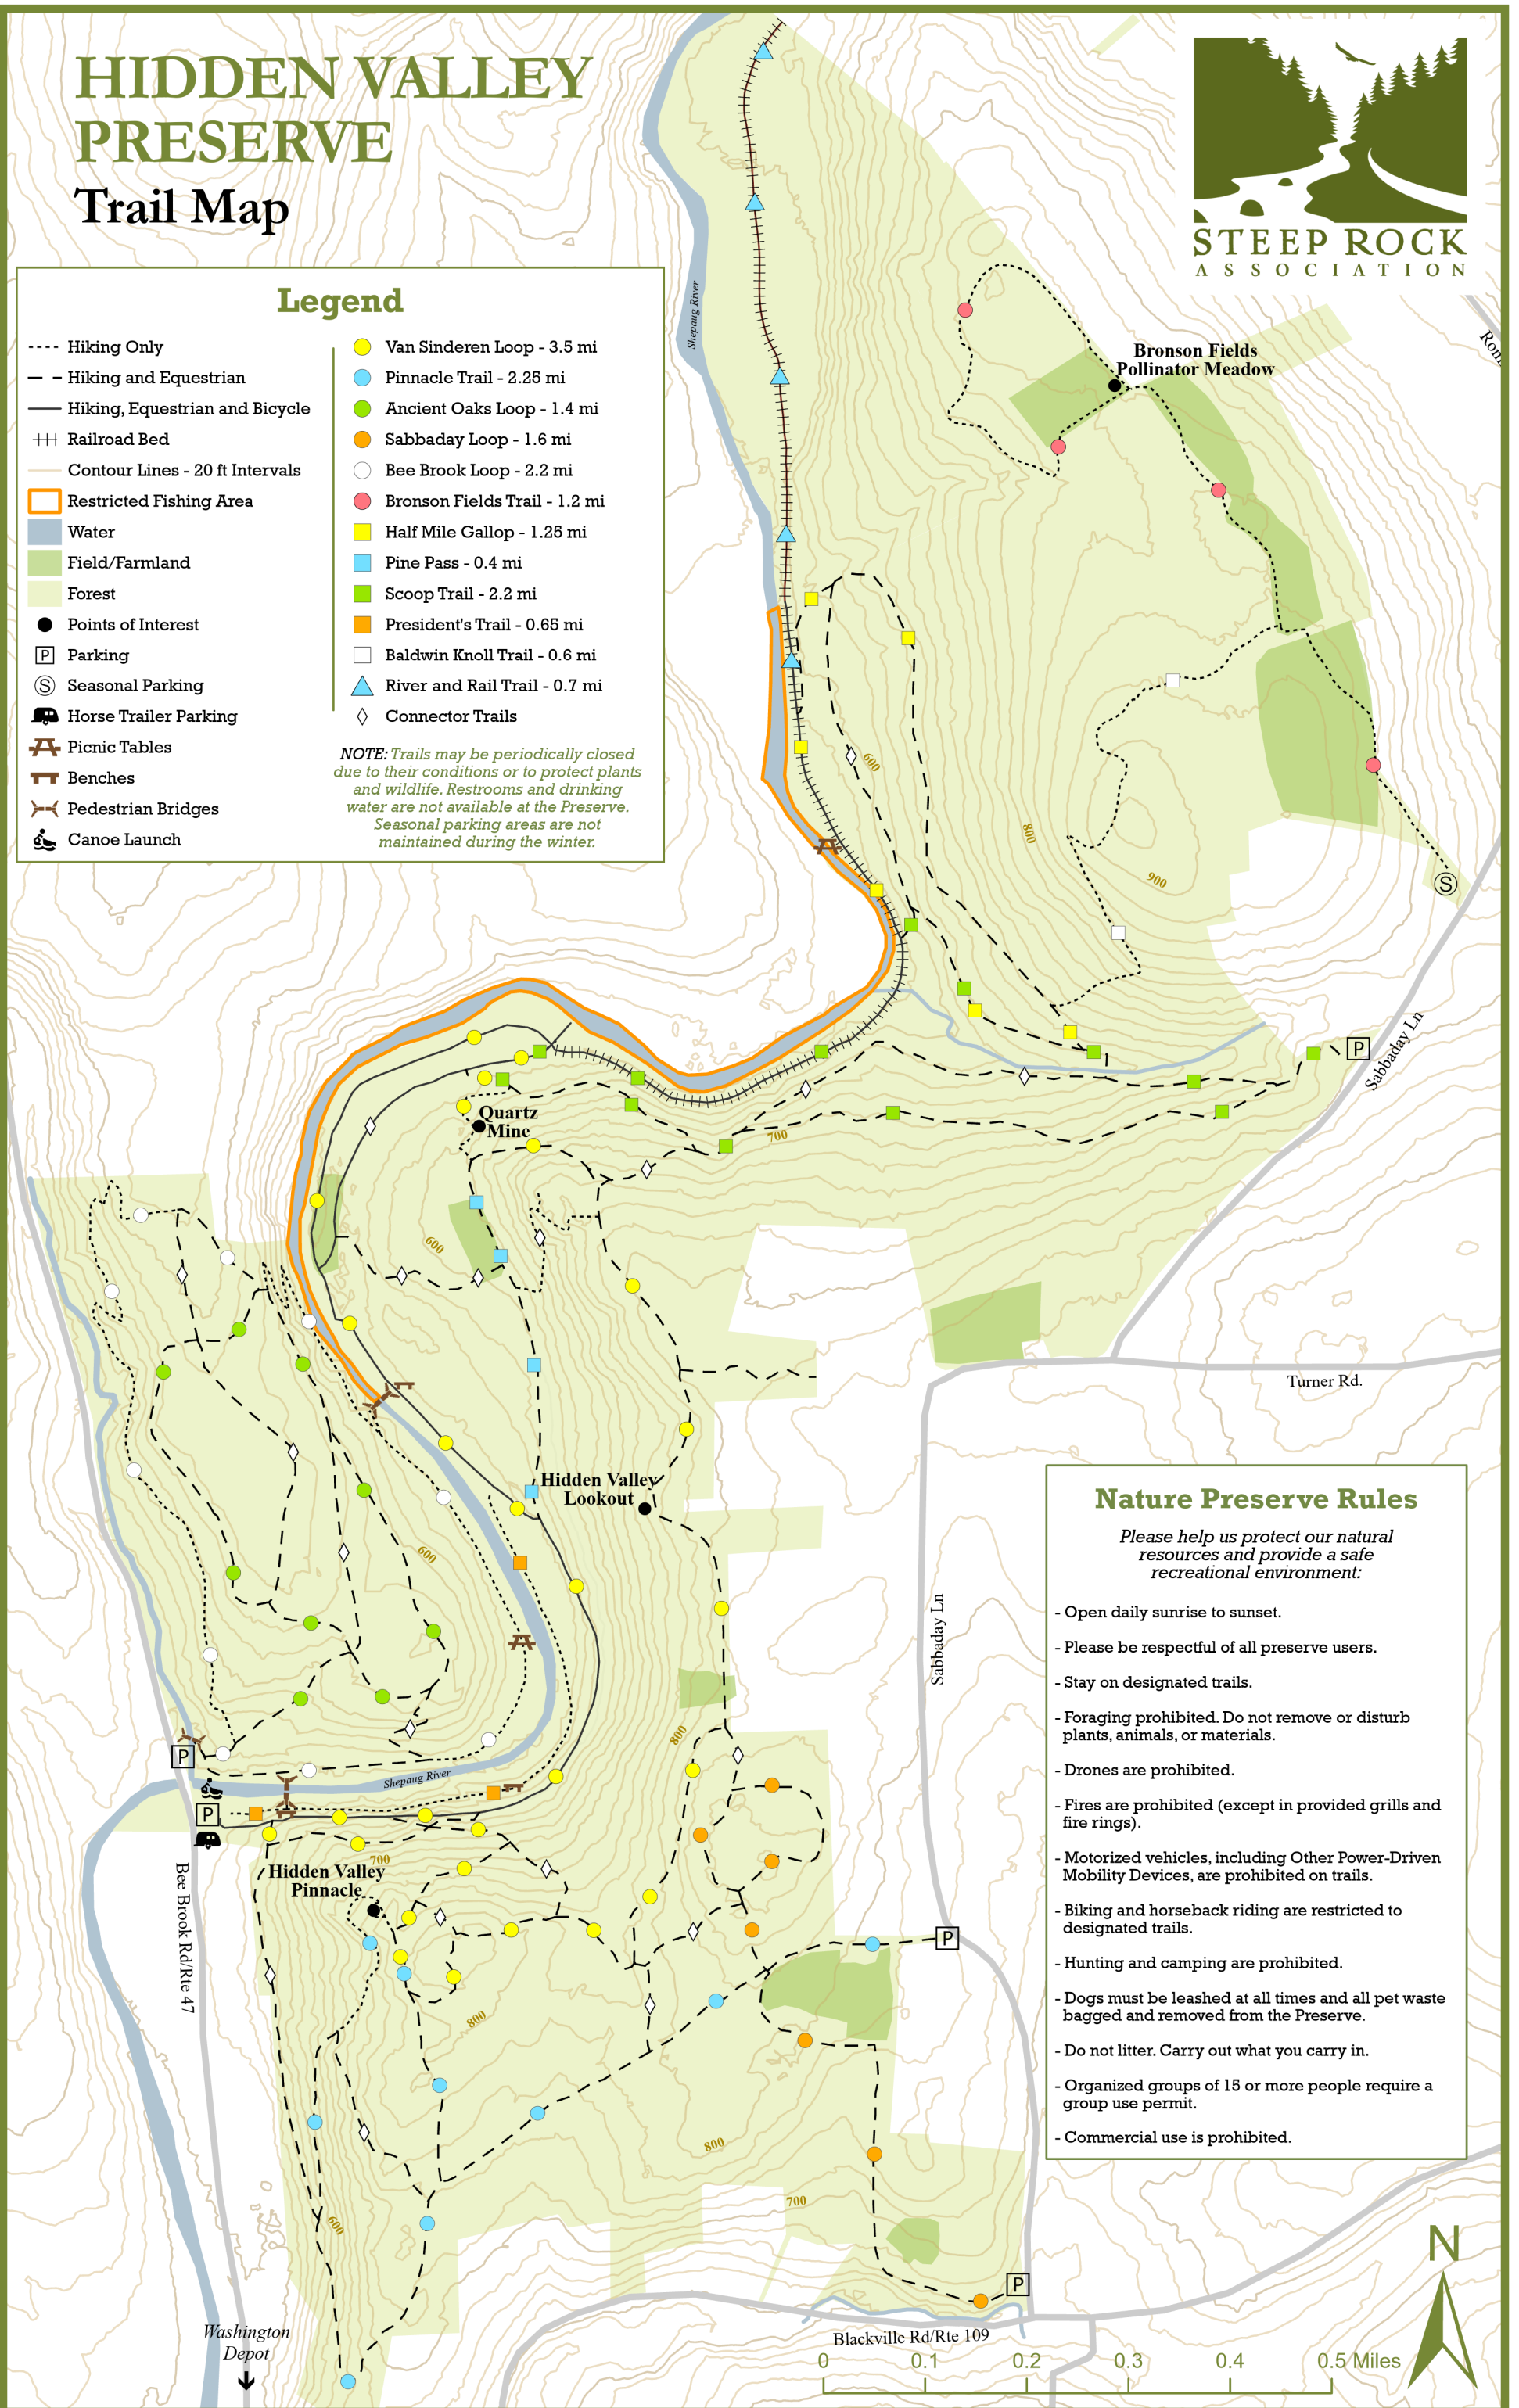 HIDDEN VALLEY
PRESERVE
Trail Map
STEEP ROCK
ASSOCIATION
Legend
Hiking Only
Hiking and Equestrian
Hiking, Equestrian and Bicycle
Railroad Bed
Contour Lines - 20 ft Intervals
Restricted Fishing Area
Water
Field/Farmland
Forest
Points of Interest
P Parking
S Seasonal Parking
Horse Trailer Parking
Picnic Tables
Benches
Pedestrian Bridges
Canoe Launch
Van Sinderen Loop - 3.5 mi
Pinnacle Trail - 2.25 mi
Ancient Oaks Loop - 1.4 mi
Sabbaday Loop - 1.6 mi
Bee Brook Loop - 2.2 mi
Bronson Fields Trail - 1.2 mi
Half Mile Gallop - 1.25 mi
Pine Pass - 0.4 mi
Scoop Trail - 2.2 mi
President's Trail - 0.65 mi
Baldwin Knoll Trail - 0.6 mi
River and Rail Trail - 0.7 mi
Connector Trails
NOTE: Trails may be periodically closed
due to their conditions or to protect plants
and wildlife. Restrooms and drinking
water are not available at the Preserve.
Seasonal parking areas are not
maintained during the winter.
Shepaug River
Bronson Fields
Pollinator Meadow
600
800
900
S
P
Sabbaday Ln
Quartz
Mine
700
600
Turner Rd.
Hidden Valley
Lookout
600
Sabbaday Ln
800
P
Shepaug River
P
700
Hidden Valley
Pinnacle
Bee Brook Rd/Rte 47
P
800
800
700
600
P
Washington
Depot
Blackville Rd/Rte 109
Nature Preserve Rules
Please help us protect our natural
resources and provide a safe
recreational environment:
- Open daily sunrise to sunset.
- Please be respectful of all preserve users.
- Stay on designated trails.
- Foraging prohibited. Do not remove or disturb
plants, animals, or materials.
- Drones are prohibited.
- Fires are prohibited (except in provided grills and
fire rings).
- Motorized vehicles, including Other Power-Driven
Mobility Devices, are prohibited on trails.
- Biking and horseback riding are restricted to
designated trails.
- Hunting and camping are prohibited.
- Dogs must be leashed at all times and all pet waste
bagged and removed from the Preserve.
- Do not litter. Carry out what you carry in.
- Organized groups of 15 or more people require a
group use permit.
- Commercial use is prohibited.
N
0 0.1 0.2 0.3 0.4 0.5 Miles